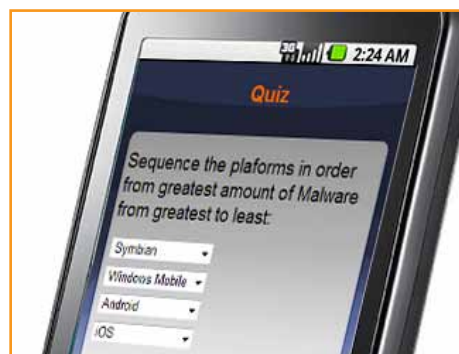 3G 2:24 AM
Quiz
Sequence the plaforms in order
from greatest amount of Malware
from greatest to least:
Symbian
Windows Mobile
Android
iOS